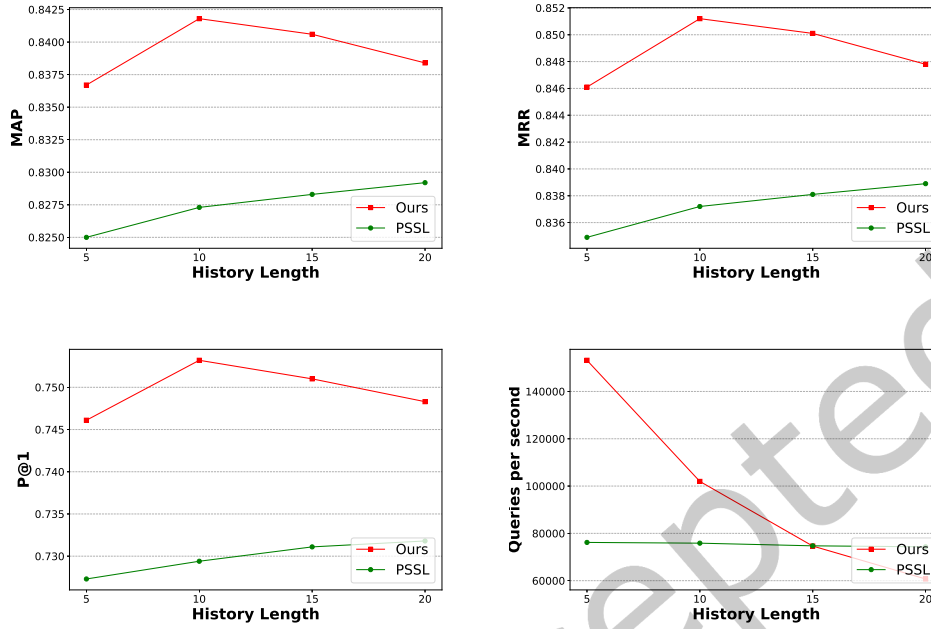 0.8425
0.8400
0.8375
0.8350
0.8325
0.8300
0.8275
0.8250
MAP
5 10 15 20
History Length
Ours
PSSL
0.852
0.850
0.848
0.846
0.844
0.842
0.840
0.838
0.836
MRR
5 10 15 20
History Length
Ours
PSSL
0.750
0.745
0.740
0.735
0.730
P@1
5 10 15 20
History Length
Ours
PSSL
140000
120000
100000
80000
60000
Queries per second
5 10 15 20
History Length
Ours
PSSL